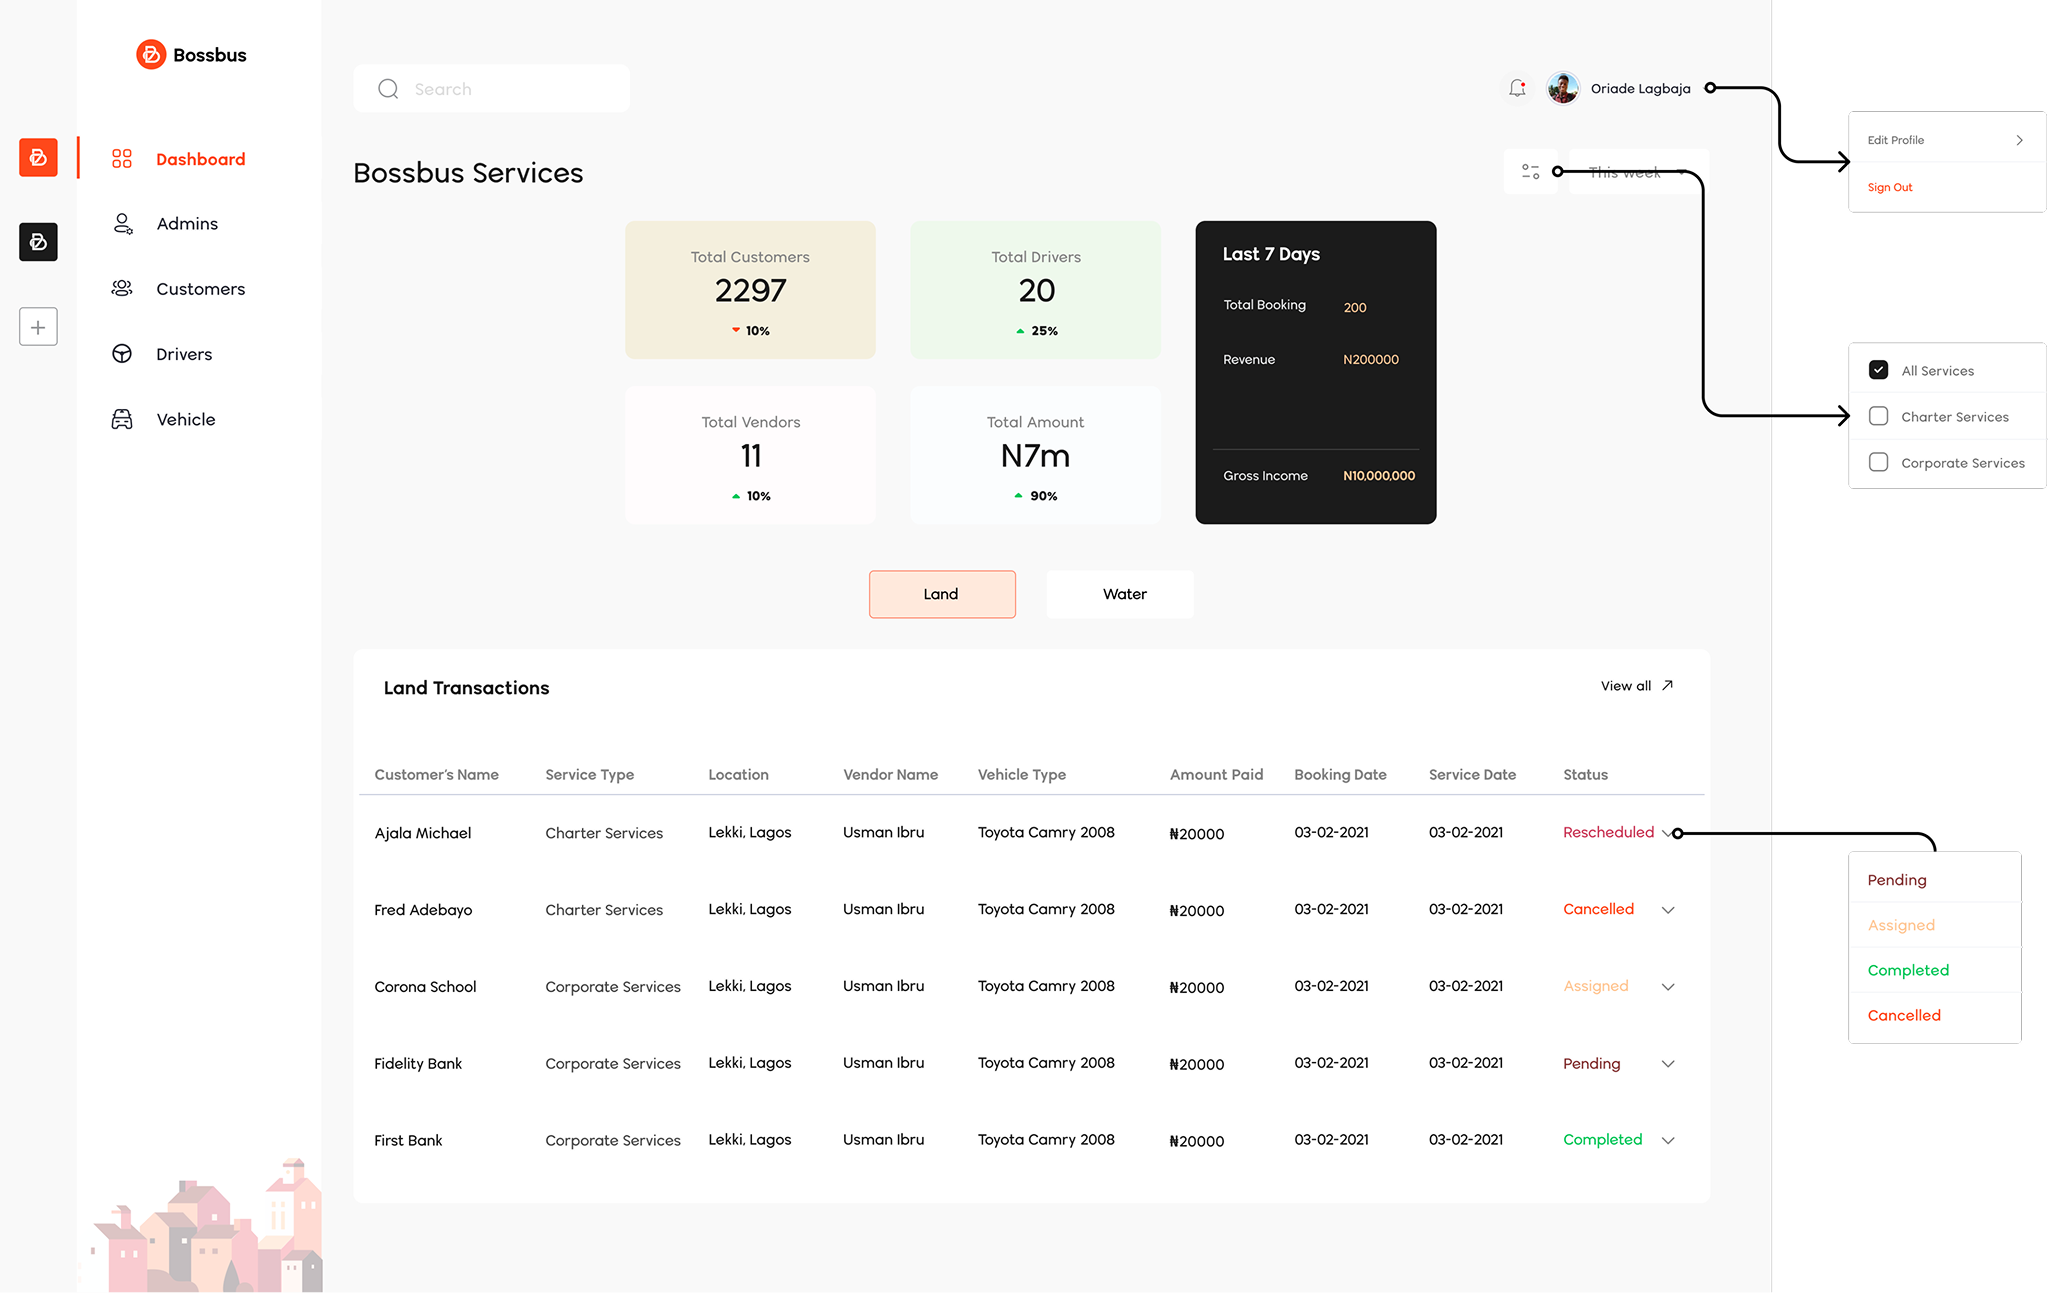 Bossbus
Search
Oriade Lagbaja
Edit Profile
Sign Out
Dashboard
Admins
Customers
Drivers
Vehicle
Bossbus Services
This week
All Services
Charter Services
Corporate Services
Total Customers
2297
10%
Total Drivers
20
25%
Total Vendors
11
10%
Total Amount
N7m
90%
Last 7 Days
Total Booking 200
Revenue N200000
Gross Income N10,000,000
Land
Water
Land Transactions
View all
Customer's Name Service Type Location Vendor Name Vehicle Type Amount Paid Booking Date Service Date Status
Ajala Michael Charter Services Lekki, Lagos Usman Ibru Toyota Camry 2008 ₦20000 03-02-2021 03-02-2021 Rescheduled
Fred Adebayo Charter Services Lekki, Lagos Usman Ibru Toyota Camry 2008 ₦20000 03-02-2021 03-02-2021 Cancelled
Corona School Corporate Services Lekki, Lagos Usman Ibru Toyota Camry 2008 ₦20000 03-02-2021 03-02-2021 Assigned
Fidelity Bank Corporate Services Lekki, Lagos Usman Ibru Toyota Camry 2008 ₦20000 03-02-2021 03-02-2021 Pending
First Bank Corporate Services Lekki, Lagos Usman Ibru Toyota Camry 2008 ₦20000 03-02-2021 03-02-2021 Completed
Pending
Assigned
Completed
Cancelled